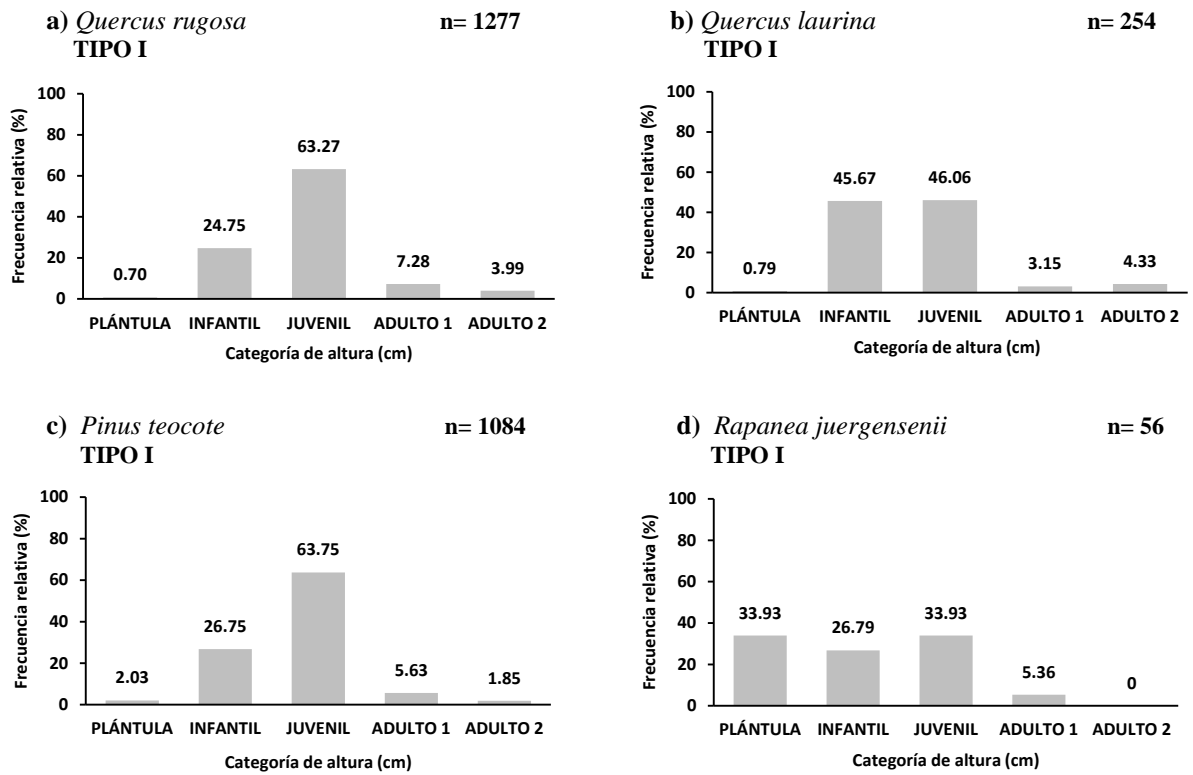 a) Quercus rugosa n= 1277
TIPO I
Frecuencia relativa (%)
100
80
60
40
20
0
0.70
24.75
63.27
7.28
3.99
PLÁNTULA INFANTIL JUVENIL ADULTO 1 ADULTO 2
Categoría de altura (cm)
b) Quercus laurina n= 254
TIPO I
Frecuencia relativa (%)
100
80
60
40
20
0
0.79
45.67
46.06
3.15
4.33
PLÁNTULA INFANTIL JUVENIL ADULTO 1 ADULTO 2
Categoría de altura (cm)
c) Pinus teocote n= 1084
TIPO I
Frecuencia relativa (%)
100
80
60
40
20
0
2.03
26.75
63.75
5.63
1.85
PLÁNTULA INFANTIL JUVENIL ADULTO 1 ADULTO 2
Categoría de altura (cm)
d) Rapanea juergensenii n= 56
TIPO I
Frecuencia relativa (%)
100
80
60
40
20
0
33.93
26.79
33.93
5.36
0
PLÁNTULA INFANTIL JUVENIL ADULTO 1 ADULTO 2
Categoría de altura (cm)